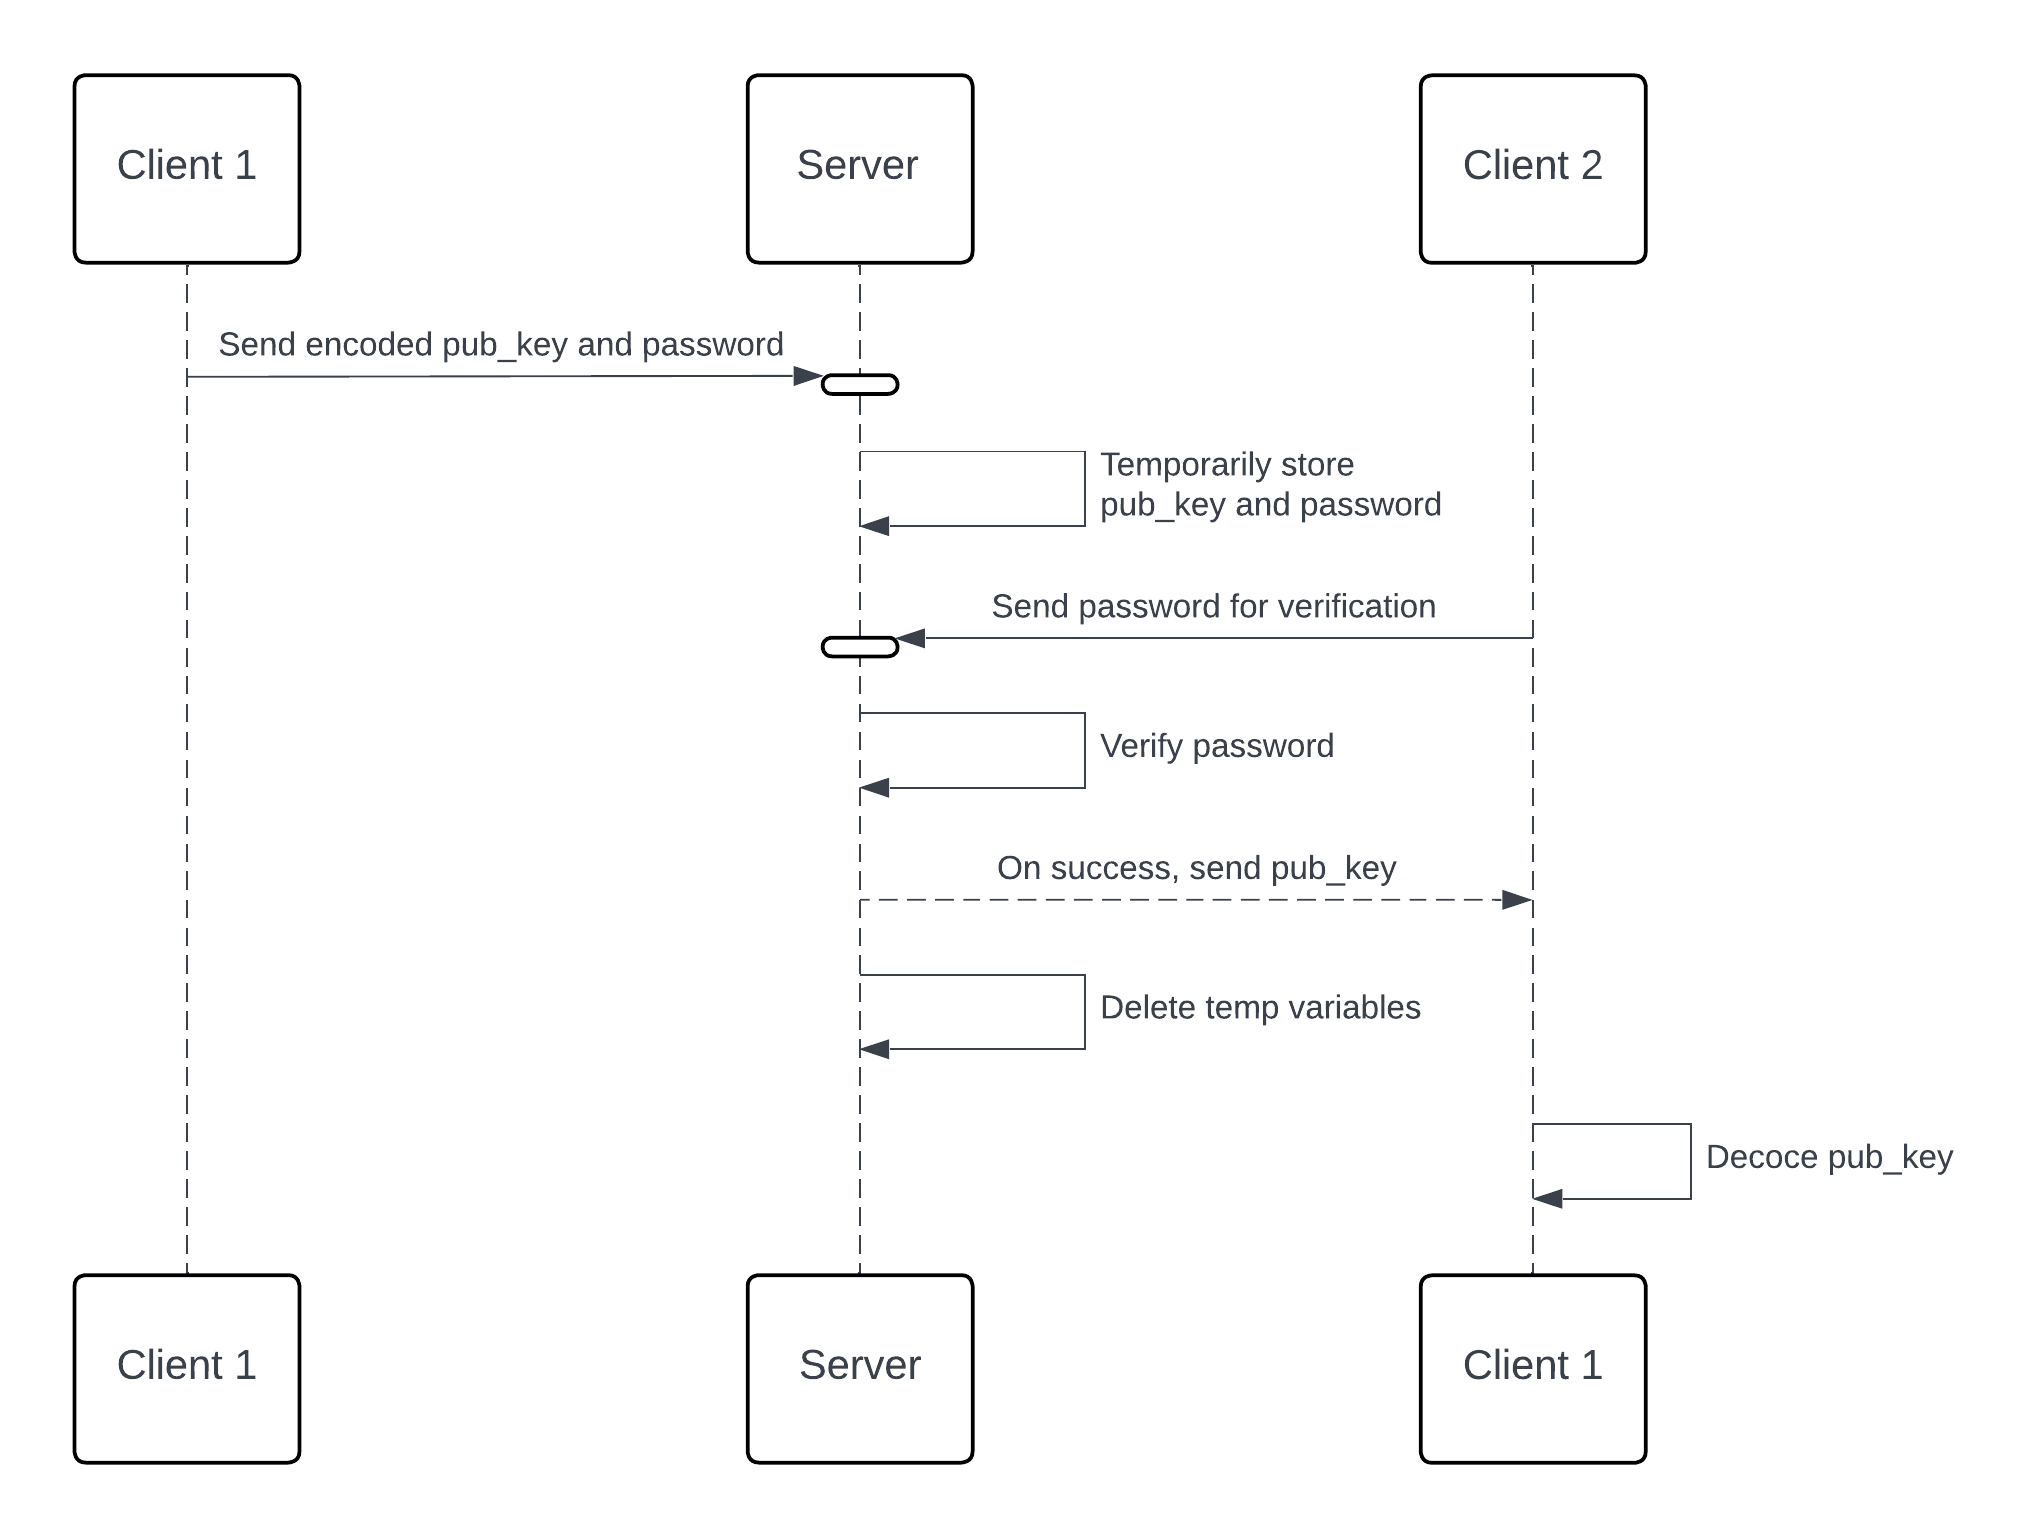 Client 1
Server
Client 2
Send encoded pub_key and password
Temporarily store
pub_key and password
Send password for verification
Verify password
On success, send pub_key
Delete temp variables
Decoce pub_key
Client 1
Server
Client 1